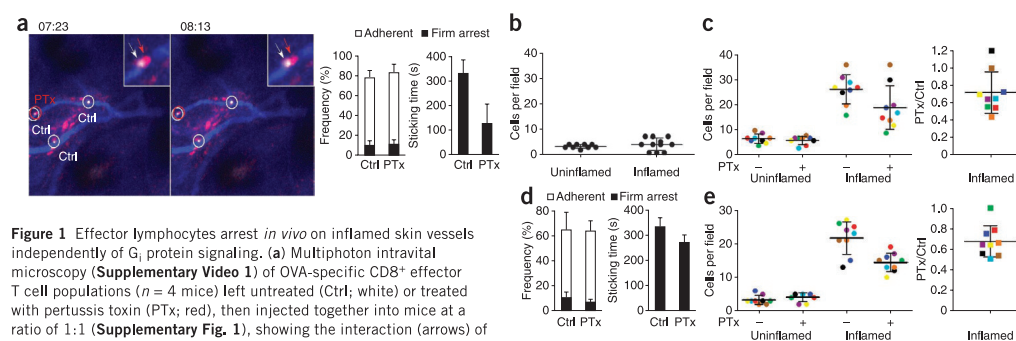 a
07:23
08:13
PTx
Ctrl
Ctrl
Ctrl
Ctrl
Adherent
Firm arrest
Frequency (%)
100
80
60
40
20
0
Ctrl PTx
Sticking time (s)
500
400
300
200
100
0
Ctrl PTx
b
Cells per field
40
30
20
10
0
Uninflamed Inflamed
c
Cells per field
40
30
20
10
0
PTx – + – +
Uninflamed Inflamed
PTx/Ctrl
1.2
1.0
0.8
0.6
0.4
0.2
0
Inflamed
d
Adherent
Firm arrest
Frequency (%)
80
60
40
20
0
Ctrl PTx
Sticking time (s)
400
300
200
100
0
Ctrl PTx
e
Cells per field
30
20
10
0
PTx – + – +
Uninflamed Inflamed
PTx/Ctrl
1.2
1.0
0.8
0.6
0.4
0.2
0
Inflamed
Figure 1 Effector lymphocytes arrest in vivo on inflamed skin vessels
independently of Gi protein signaling. (a) Multiphoton intravital
microscopy (Supplementary Video 1) of OVA-specific CD8+ effector
T cell populations (n = 4 mice) left untreated (Ctrl; white) or treated
with pertussis toxin (PTx; red), then injected together into mice at a
ratio of 1:1 (Supplementary Fig. 1), showing the interaction (arrows) of